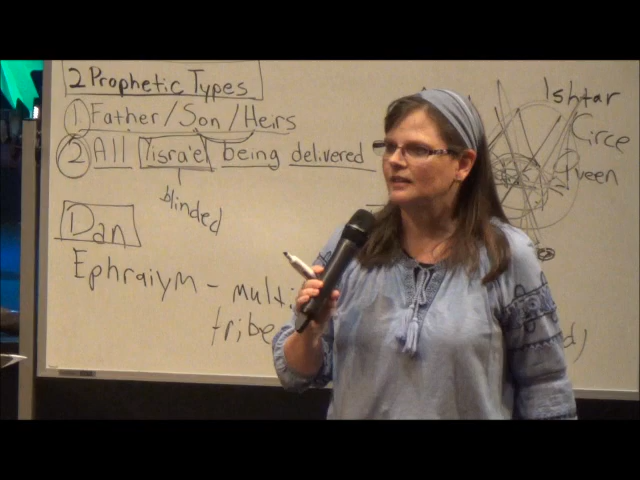 2 Prophetic Types
① Father/Son/Heirs
② All Yisra'el being delivered
blinded
Dan
Ephraiym - multi
tribe
Ishtar
Circe
Queen
d)